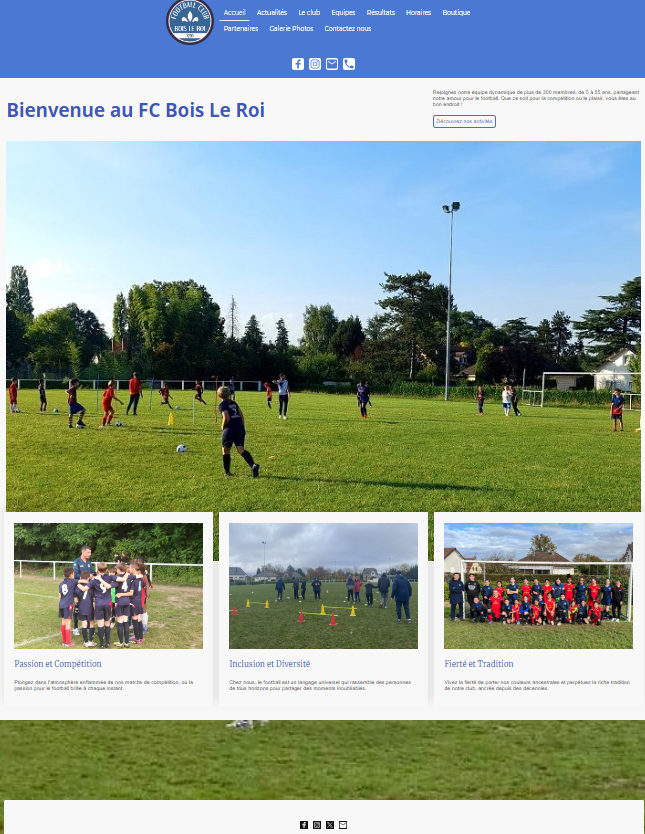 FOOTBALL CLUB
BOIS LE ROI
Accueil Actualités Le club Equipes Résultats Horaires Boutique
Partenaires Galerie Photos Contactez nous
Bienvenue au FC Bois Le Roi
Rejoignez notre équipe dynamique de plus de 300 membres, de 5 à 55 ans, partageant
notre amour pour le football. Que ce soit pour la compétition ou le plaisir, vous êtes au
bon endroit !
Découvrez nos activités
Passion et Compétition
Plongez dans l'atmosphère enflammée de nos matchs de compétition, où la
passion pour le football brille à chaque instant.
Inclusion et Diversité
Chez nous, le football est un langage universel qui rassemble des personnes
de tous horizons pour partager des moments inoubliables.
Fierté et Tradition
Vivez la fierté de porter nos couleurs ancestrales et perpétuez la riche tradition
de notre club, ancrée depuis des décennies.